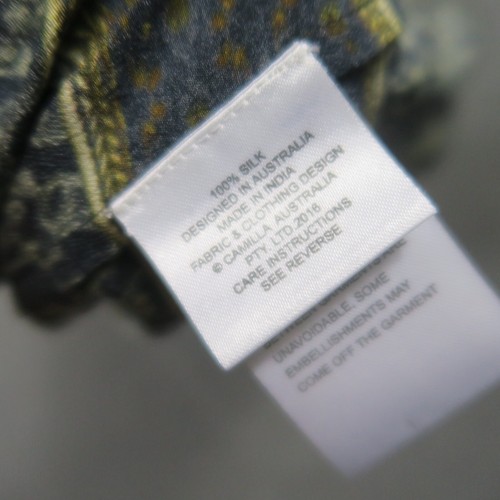 100% SILK
DESIGNED IN AUSTRALIA
MADE IN INDIA
FABRIC & CLOTHING DESIGN
© CAMILLA AUSTRALIA
PTY. LTD 2016
CARE INSTRUCTIONS
SEE REVERSE
UNAVOIDABLE. SOME
EMBELLISHMENTS MAY
COME OFF THE GARMENT